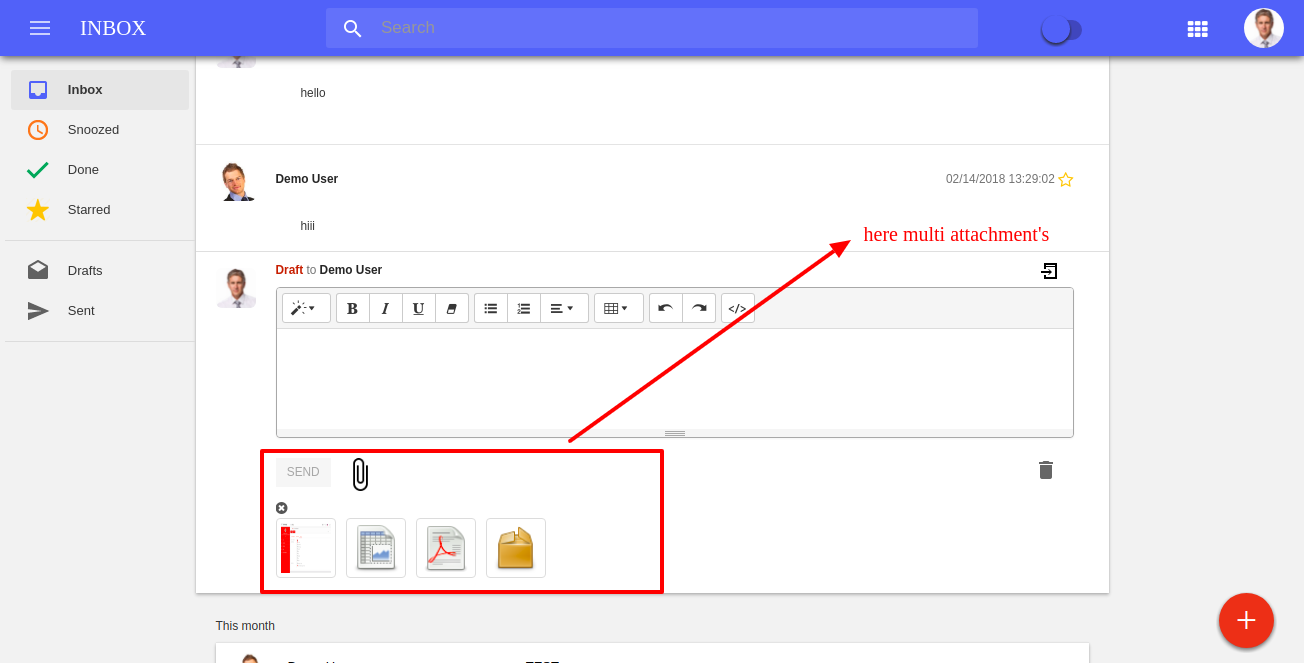 INBOX
Search
Inbox
Snoozed
Done
Starred
Drafts
Sent
hello
Demo User
02/14/2018 13:29:02
hiii
here multi attachment's
Draft to Demo User
B I U </>
SEND
This month